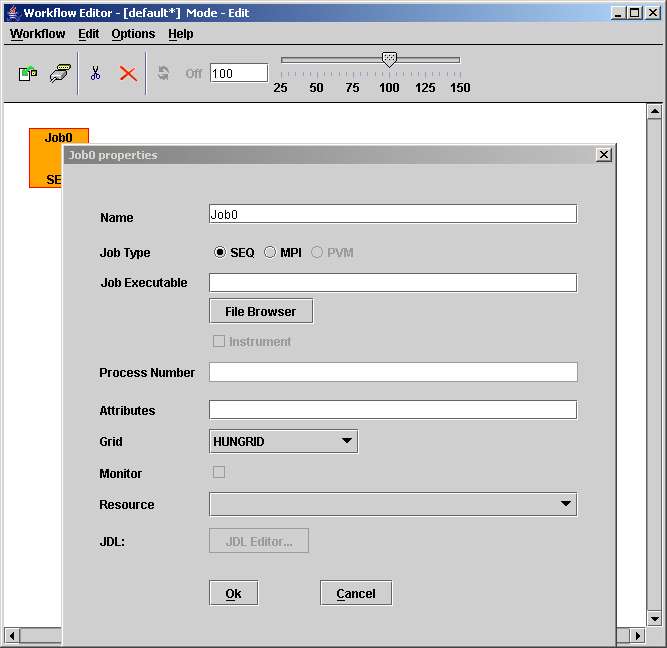 Workflow Editor - [default*] Mode - Edit
Workflow Edit Options Help
Off 100
25 50 75 100 125 150
Job0
SE
Job0 properties
Name Job0
Job Type SEQ MPI PVM
Job Executable
File Browser
Instrument
Process Number
Attributes
Grid HUNGRID
Monitor
Resource
JDL: JDL Editor...
Ok Cancel